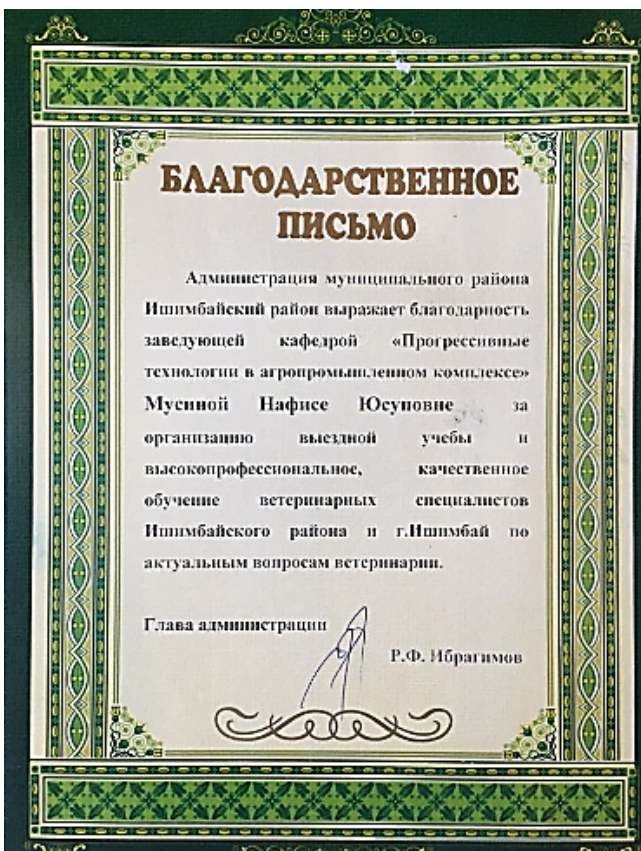 БЛАГОДАРСТВЕННОЕ
ПИСЬМО
Администрация муниципального района
Ишимбайский район выражает благодарность
заведующей кафедрой «Прогрессивные
технологии в агропромышленном комплексе»
Мусиной Нафисе Юсуповне за
организацию выездной учебы и
высокопрофессиональное, качественное
обучение ветеринарных специалистов
Ишимбайского района и г.Ишимбай по
актуальным вопросам ветеринарии.
Глава администрации
Р.Ф. Ибрагимов